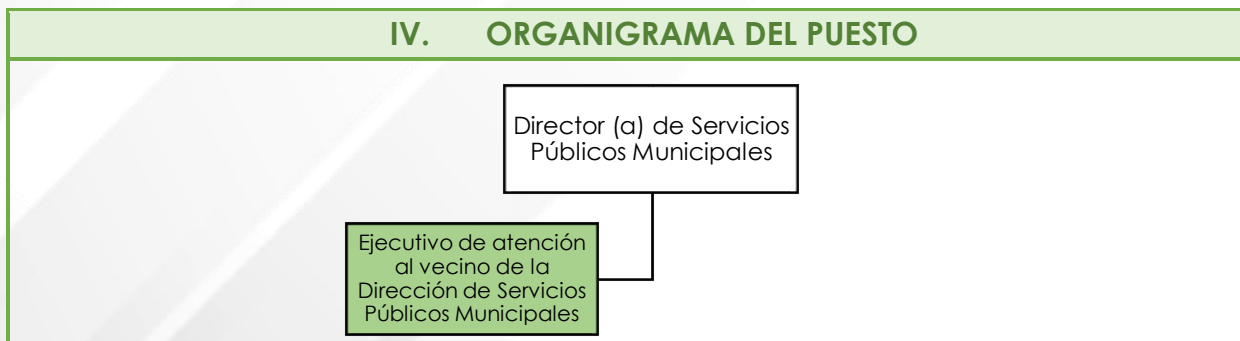 IV. ORGANIGRAMA DEL PUESTO
Director (a) de Servicios
Públicos Municipales
Ejecutivo de atención
al vecino de la
Dirección de Servicios
Públicos Municipales